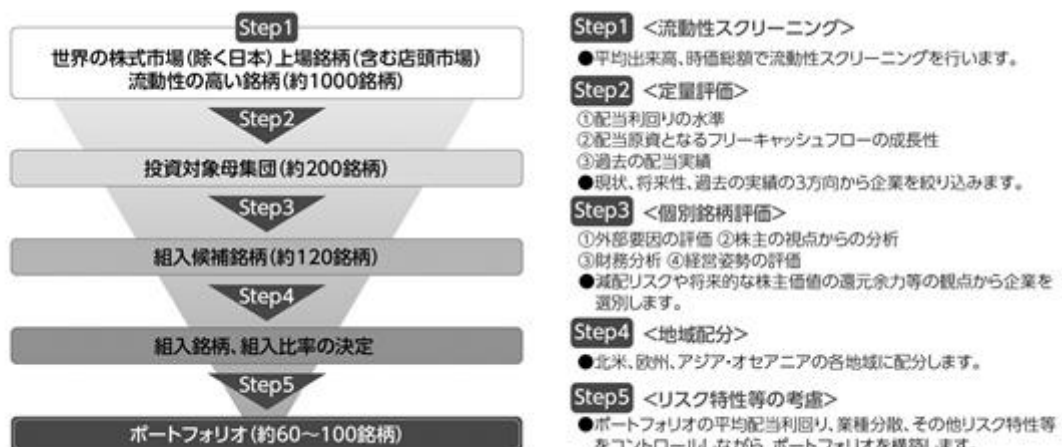 Step1
世界の株式市場(除く日本)上場銘柄(含む店頭市場)
流動性の高い銘柄(約1000銘柄)
Step2
投資対象母集団(約200銘柄)
Step3
組入候補銘柄(約120銘柄)
Step4
組入銘柄、組入比率の決定
Step5
ポートフォリオ(約60～100銘柄)
Step1 <流動性スクリーニング>
●平均出来高、時価総額で流動性スクリーニングを行います。
Step2 <定量評価>
①配当利回りの水準
②配当原資となるフリーキャッシュフローの成長性
③過去の配当実績
●現状、将来性、過去の実績の3方向から企業を絞り込みます。
Step3 <個別銘柄評価>
①外部要因の評価 ②株主の視点からの分析
③財務分析 ④経営姿勢の評価
●減配リスクや将来的な株主価値の還元余力等の観点から企業を
選別します。
Step4 <地域配分>
●北米、欧州、アジア・オセアニアの各地域に配分します。
Step5 <リスク特性等の考慮>
●ポートフォリオの平均配当利回り、業種分散、その他リスク特性等
をコントロールしながら、ポートフォリオを構築します。